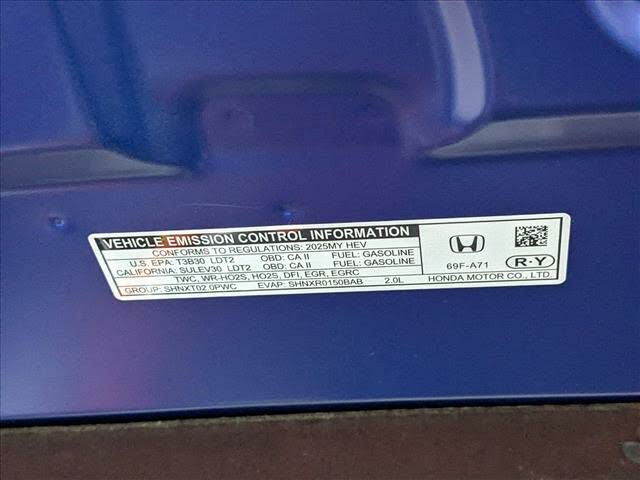 VEHICLE EMISSION CONTROL INFORMATION
CONFORMS TO REGULATIONS: 2025MY HEV
U.S. EPA: T3B30 LDT2 OBD: CA II FUEL: GASOLINE
CALIFORNIA: SULEV30 LDT2 OBD: CA II FUEL: GASOLINE
TWC, WR-HO2S, HO2S, DFI, EGR, EGRC
GROUP: SHNXT02.0PWC EVAP: SHNXR0150BAB 2.0L
69F-A71
R-Y
HONDA MOTOR CO., LTD.